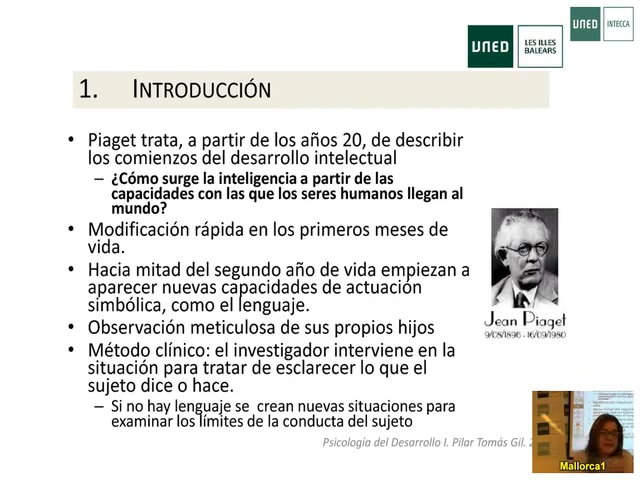 UNED
INTECCA
UNED
LES ILLES
BALEARS
1. INTRODUCCIÓN
• Piaget trata, a partir de los años 20, de describir
los comienzos del desarrollo intelectual
– ¿Cómo surge la inteligencia a partir de las
capacidades con las que los seres humanos llegan al
mundo?
• Modificación rápida en los primeros meses de
vida.
• Hacia mitad del segundo año de vida empiezan a
aparecer nuevas capacidades de actuación
simbólica, como el lenguaje.
• Observación meticulosa de sus propios hijos
• Método clínico: el investigador interviene en la
situación para tratar de esclarecer lo que el
sujeto dice o hace.
– Si no hay lenguaje se crean nuevas situaciones para
examinar los límites de la conducta del sujeto
Jean Piaget
9/08/1896 - 16/09/1980
Psicología del Desarrollo I. Pilar Tomás Gil. 2
Mallorca1